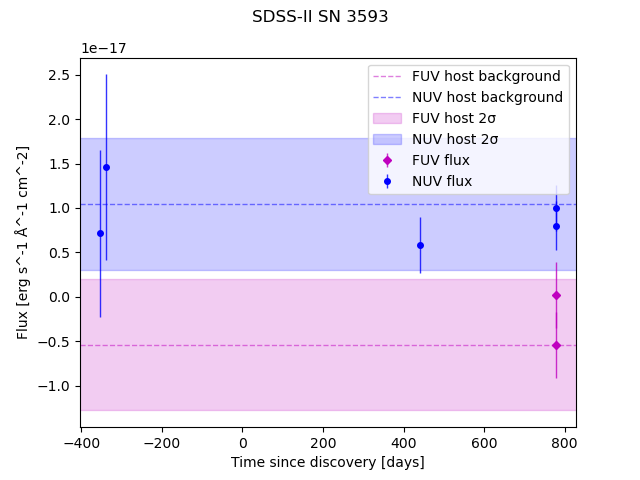 SDSS-II SN 3593
1e−17
FUV host background
NUV host background
FUV host 2σ
NUV host 2σ
FUV flux
NUV flux
2.5
2.0
1.5
1.0
0.5
0.0
−0.5
−1.0
Flux [erg s^-1 Å^-1 cm^-2]
−400 −200 0 200 400 600 800
Time since discovery [days]